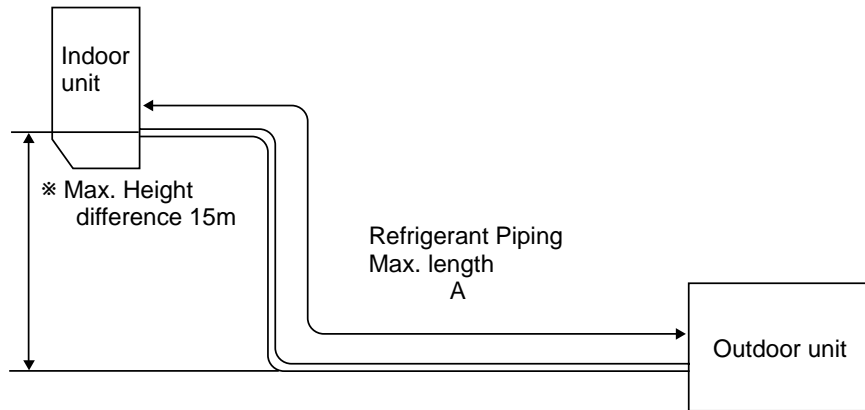 Indoor
unit
※ Max. Height
difference 15m
Refrigerant Piping
Max. length
A
Outdoor unit